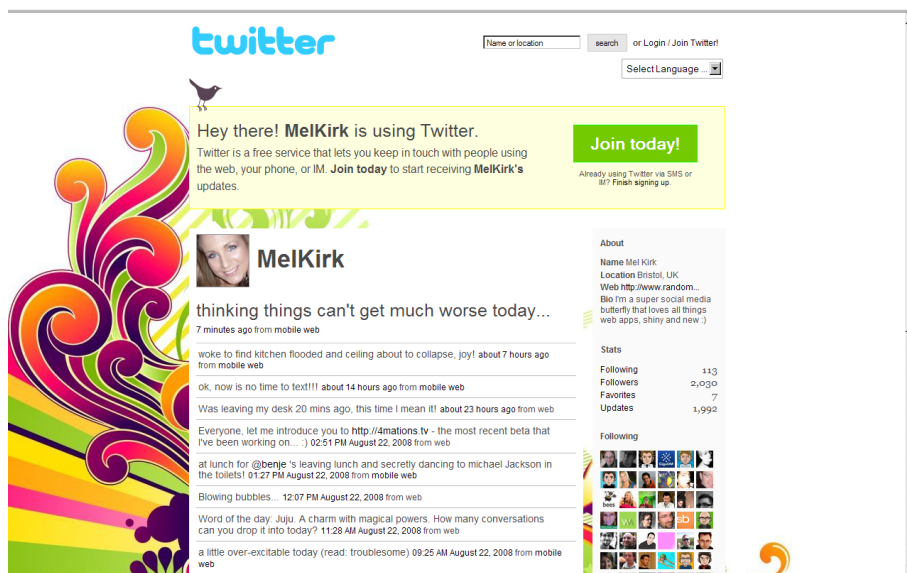 twitter
Name or location
search
or Login / Join Twitter!
Select Language ...
Hey there! MelKirk is using Twitter.
Twitter is a free service that lets you keep in touch with people using
the web, your phone, or IM. Join today to start receiving MelKirk's
updates.
Join today!
Already using Twitter via SMS or
IM? Finish signing up.
MelKirk
thinking things can't get much worse today...
7 minutes ago from mobile web
woke to find kitchen flooded and ceiling about to collapse, joy! about 7 hours ago
from mobile web
ok, now is no time to text!!! about 14 hours ago from mobile web
Was leaving my desk 20 mins ago, this time I mean it! about 23 hours ago from web
Everyone, let me introduce you to http://4mations.tv - the most recent beta that
I've been working on... :) 02:51 PM August 22, 2008 from web
at lunch for @benje 's leaving lunch and secretly dancing to michael Jackson in
the toilets! 01:27 PM August 22, 2008 from mobile web
Blowing bubbles... 12:07 PM August 22, 2008 from web
Word of the day: Juju. A charm with magical powers. How many conversations
can you drop it into today? 11:28 AM August 22, 2008 from web
a little over-excitable today (read: troublesome) 09:25 AM August 22, 2008 from mobile
web
About
Name Mel Kirk
Location Bristol, UK
Web http://www.random...
Bio I'm a super social media
butterfly that loves all things
web apps, shiny and new :)
Stats
Following 113
Followers 2,030
Favorites 7
Updates 1,992
Following
bees
sb